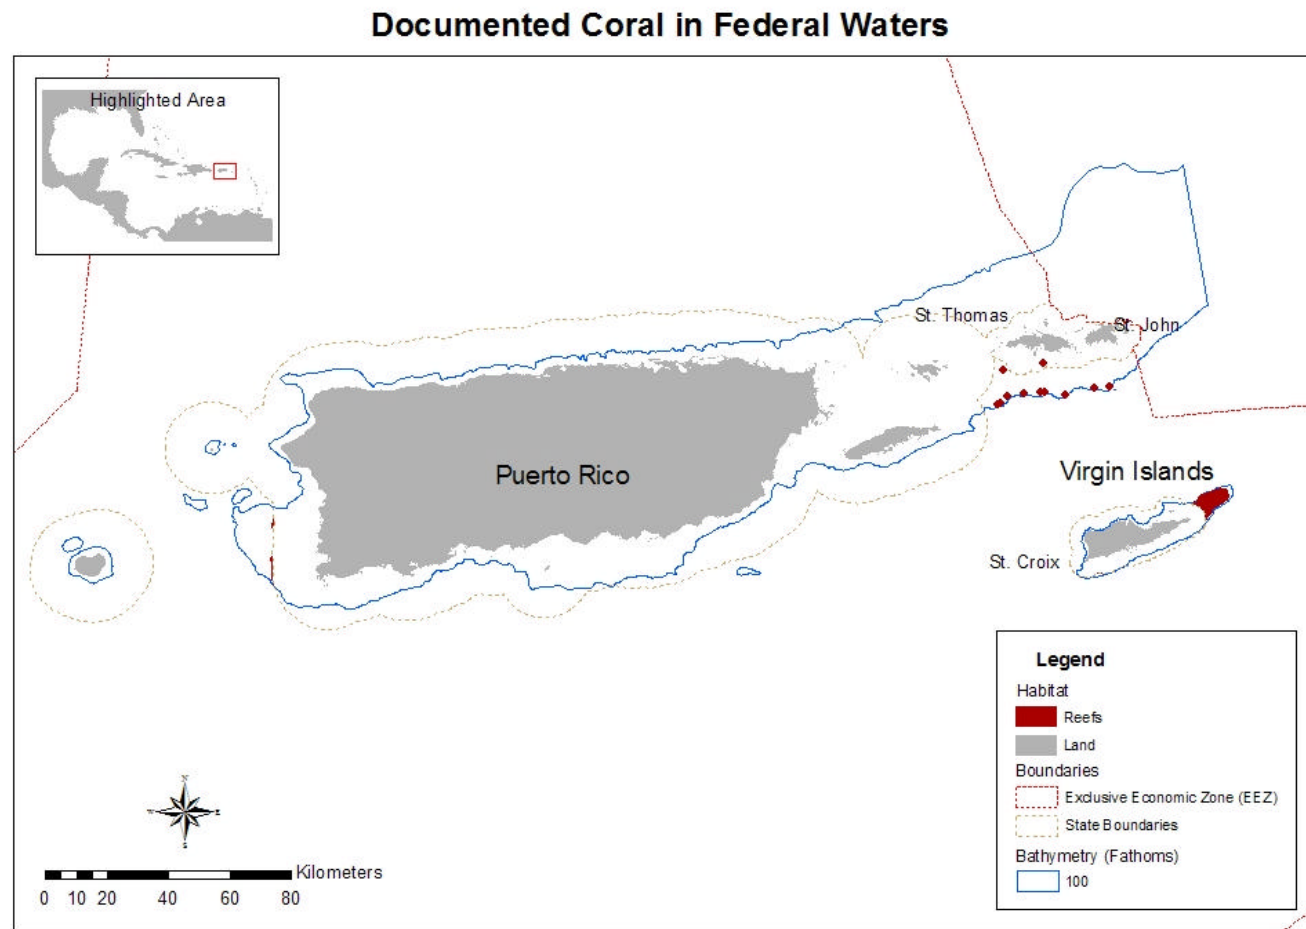 Documented Coral in Federal Waters
Highlighted Area
St. Thomas
St. John
Puerto Rico
Virgin Islands
St. Croix
Legend
Habitat
Reefs
Land
Boundaries
Exclusive Economic Zone (EEZ)
State Boundaries
Bathymetry (Fathoms)
100
N
W
E
S
Kilometers
0 10 20 40 60 80